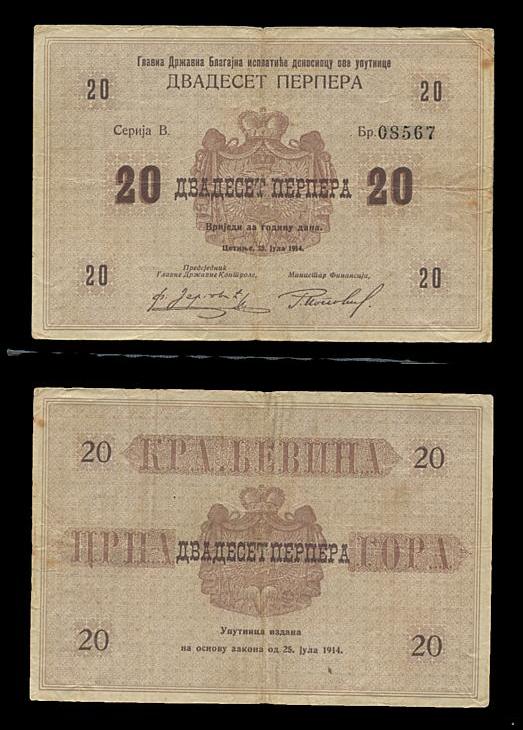 Главна Државна Благајна исплатиће доносиоцу ове упутнице
ДВАДЕСЕТ ПЕРПЕРА
20 20
Серија В. Бр. 08567
20 ДВАДЕСЕТ ПЕРПЕРА 20
Вриједи за годину дана.
Цетиње, 25. јула 1914.
Предсједник
Главне Државне Контроле, Министар Финансија,
20 20
20 КРАЉЕВИНА 20
ЦРНА ДВАДЕСЕТ ПЕРПЕРА ГОРА
Упутница издана
20 на основу закона од 25. јула 1914. 20